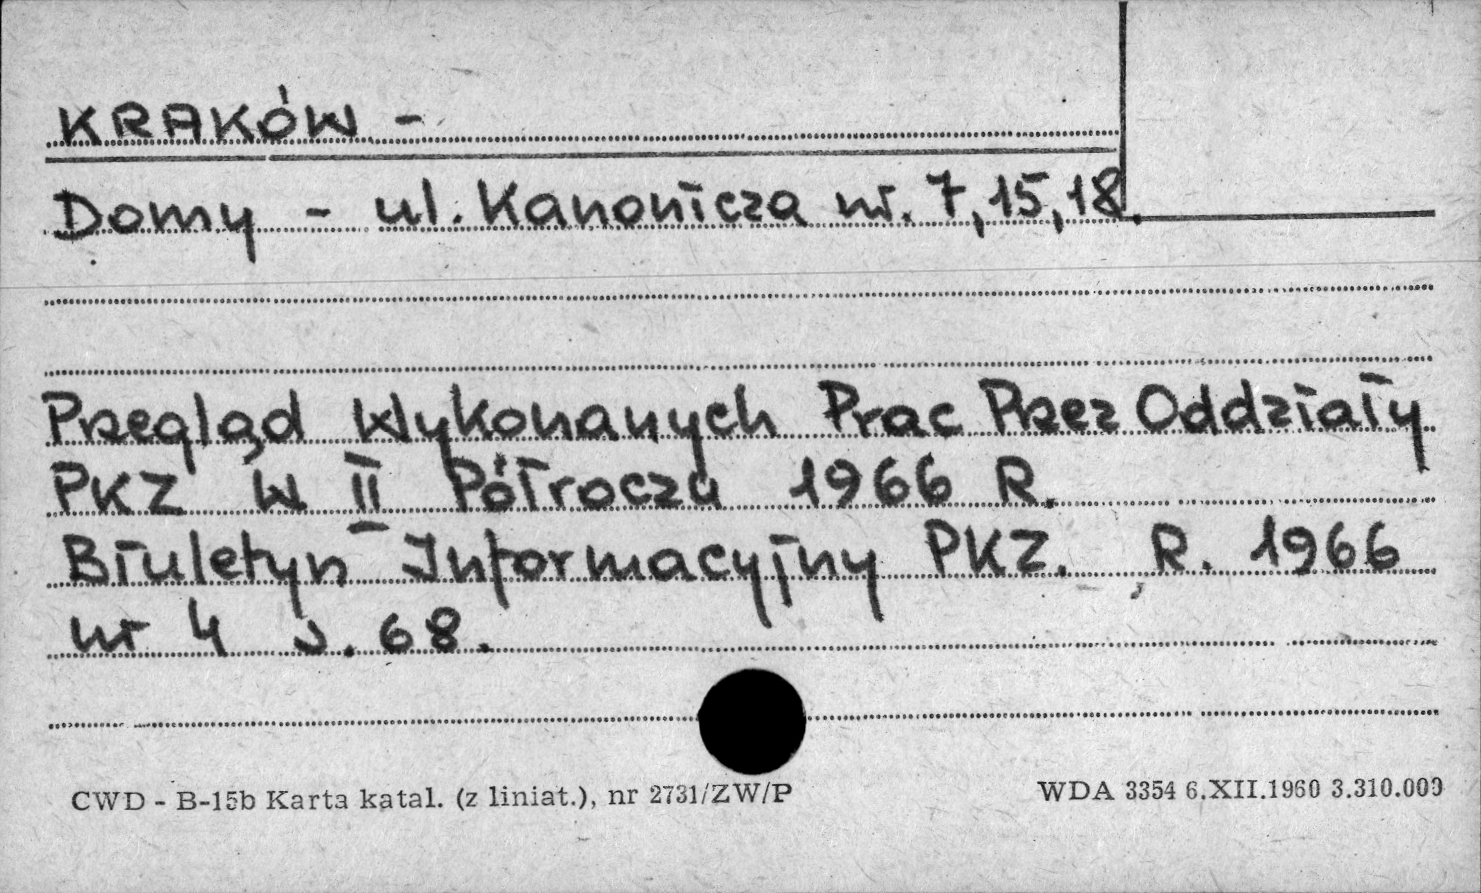 KRAKÓW -
Domy - ul. Kanonicza nr. 7, 15, 18.
Przegląd Wykonanych Prac Przez Oddziały
PKZ W II Półroczu 1966 R.
Biuletyn Informacyjny PKZ. R. 1966
nr 4 s. 68.
CWD - B-15b Karta katal. (z liniat.), nr 2731/ZW/P
WDA 3354 6.XII.1960 3.310.000